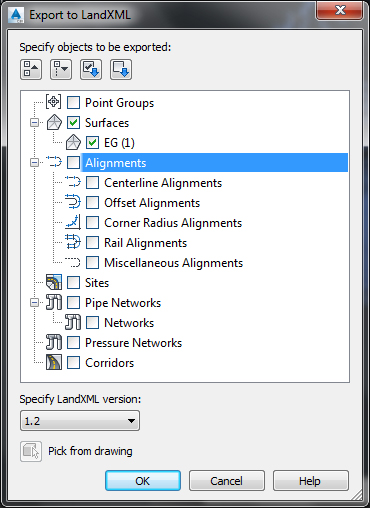 Export to LandXML
Specify objects to be exported:
Point Groups
Surfaces
EG (1)
Alignments
Centerline Alignments
Offset Alignments
Corner Radius Alignments
Rail Alignments
Miscellaneous Alignments
Sites
Pipe Networks
Networks
Pressure Networks
Corridors
Specify LandXML version:
1.2
Pick from drawing
OK Cancel Help